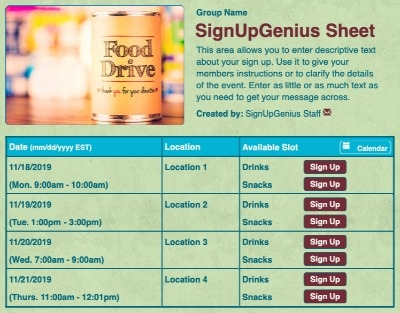 Group Name
SignUpGenius Sheet
This area allows you to enter descriptive text
about your sign up. Use it to give your
members instructions or to clarify the details
of the event. Enter as little or as much text as
you need to get your message across.
Created by: SignUpGenius Staff
Food
Drive
thank you for your donation
Date (mm/dd/yyyy EST) Location Available Slot Calendar
11/18/2019 Location 1 Drinks Sign Up
(Mon. 9:00am - 10:00am) Snacks Sign Up
11/19/2019 Location 2 Drinks Sign Up
(Tue. 1:00pm - 3:00pm) Snacks Sign Up
11/20/2019 Location 3 Drinks Sign Up
(Wed. 7:00am - 9:00am) Snacks Sign Up
11/21/2019 Location 4 Drinks Sign Up
(Thurs. 11:00am - 12:01pm) Snacks Sign Up